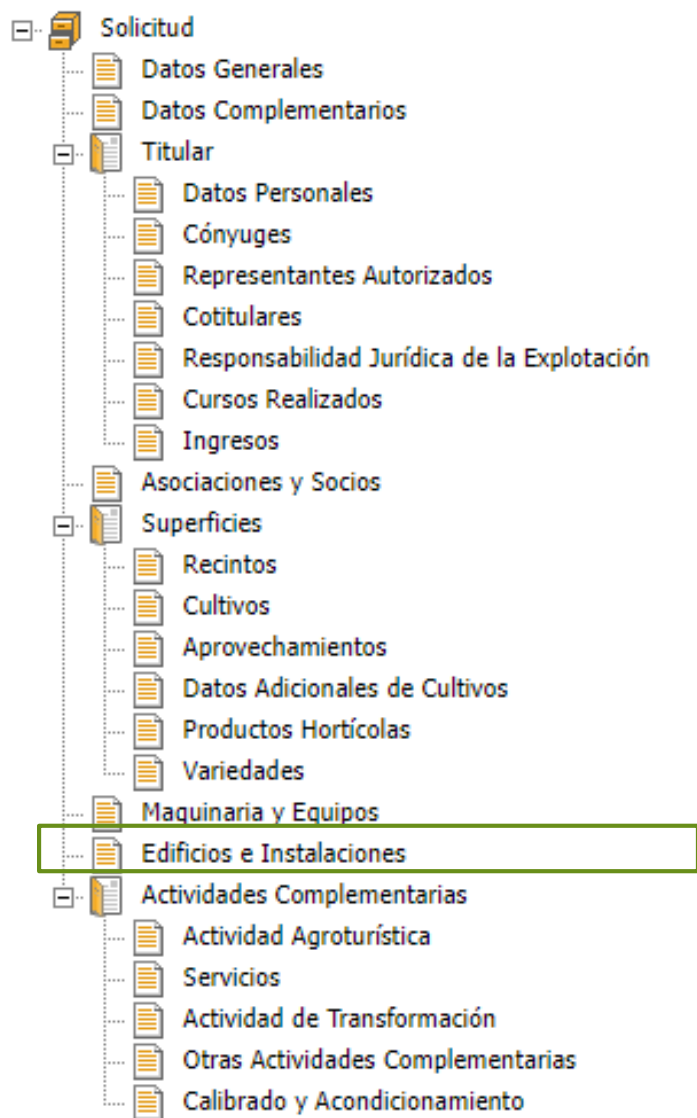 Solicitud
Datos Generales
Datos Complementarios
Titular
Datos Personales
Cónyuges
Representantes Autorizados
Cotitulares
Responsabilidad Jurídica de la Explotación
Cursos Realizados
Ingresos
Asociaciones y Socios
Superficies
Recintos
Cultivos
Aprovechamientos
Datos Adicionales de Cultivos
Productos Hortícolas
Variedades
Maquinaria y Equipos
Edificios e Instalaciones
Actividades Complementarias
Actividad Agroturística
Servicios
Actividad de Transformación
Otras Actividades Complementarias
Calibrado y Acondicionamiento